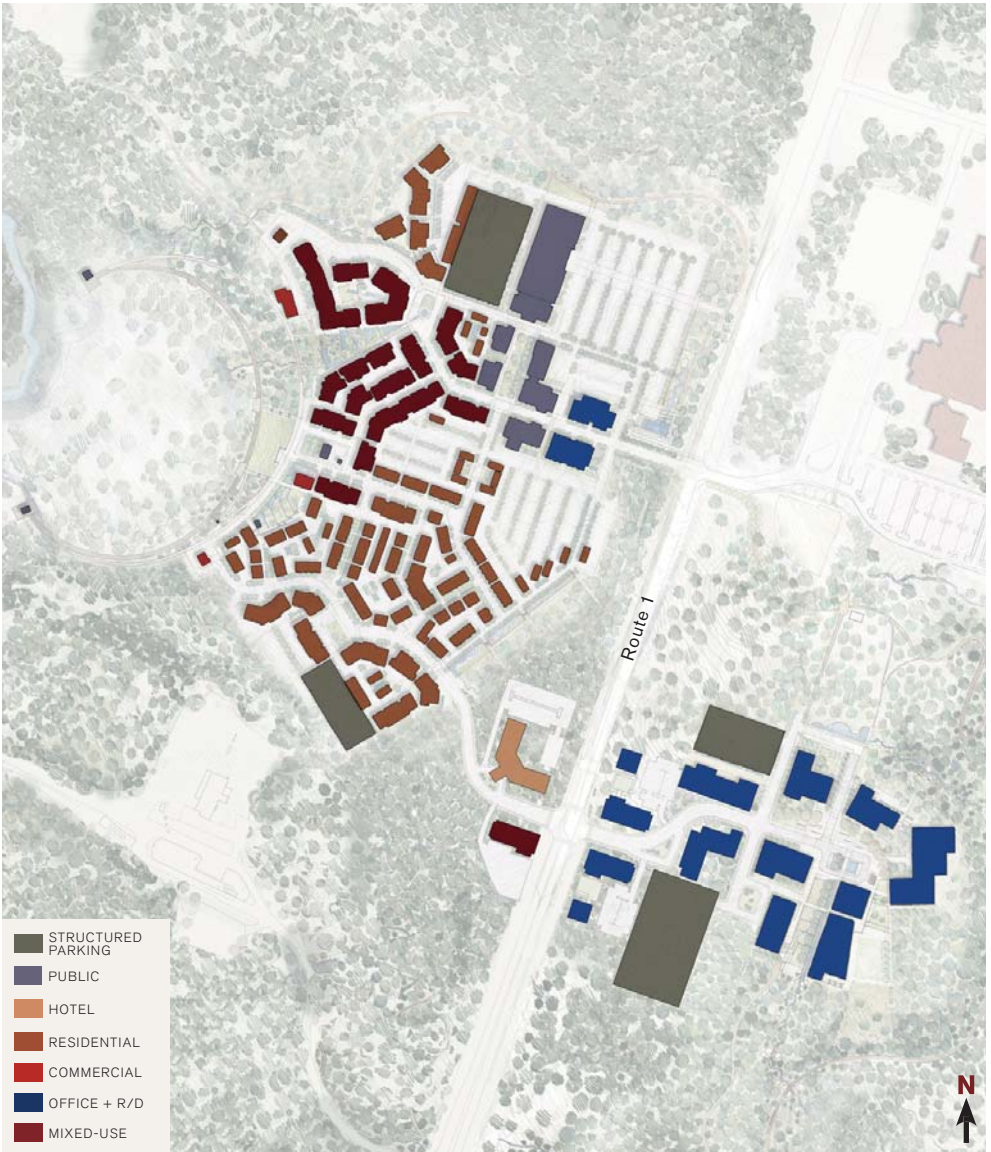 Route 1
STRUCTURED
PARKING
PUBLIC
HOTEL
RESIDENTIAL
COMMERCIAL
OFFICE + R/D
MIXED-USE
N